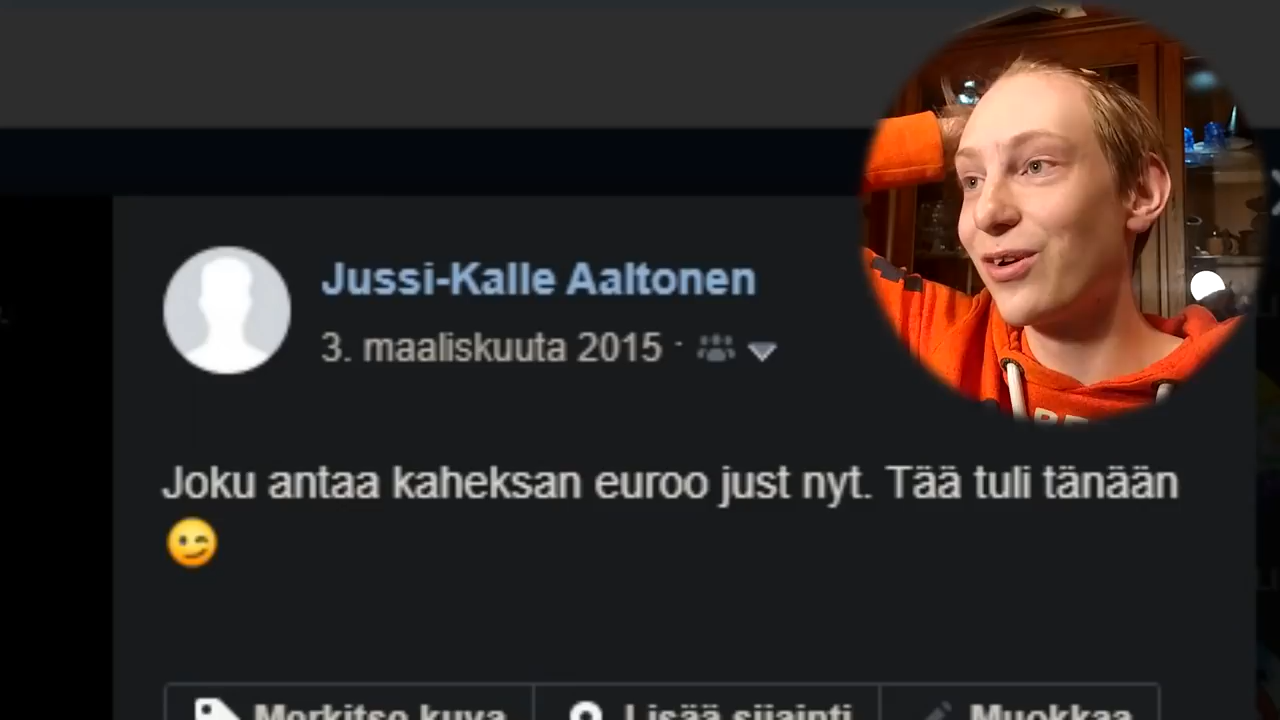 Jussi-Kalle Aaltonen
3. maaliskuuta 2015 ·
Joku antaa kaheksan euroo just nyt. Tää tuli tänään
😉
Merkitse kuva Lisää sijainti Muokkaa